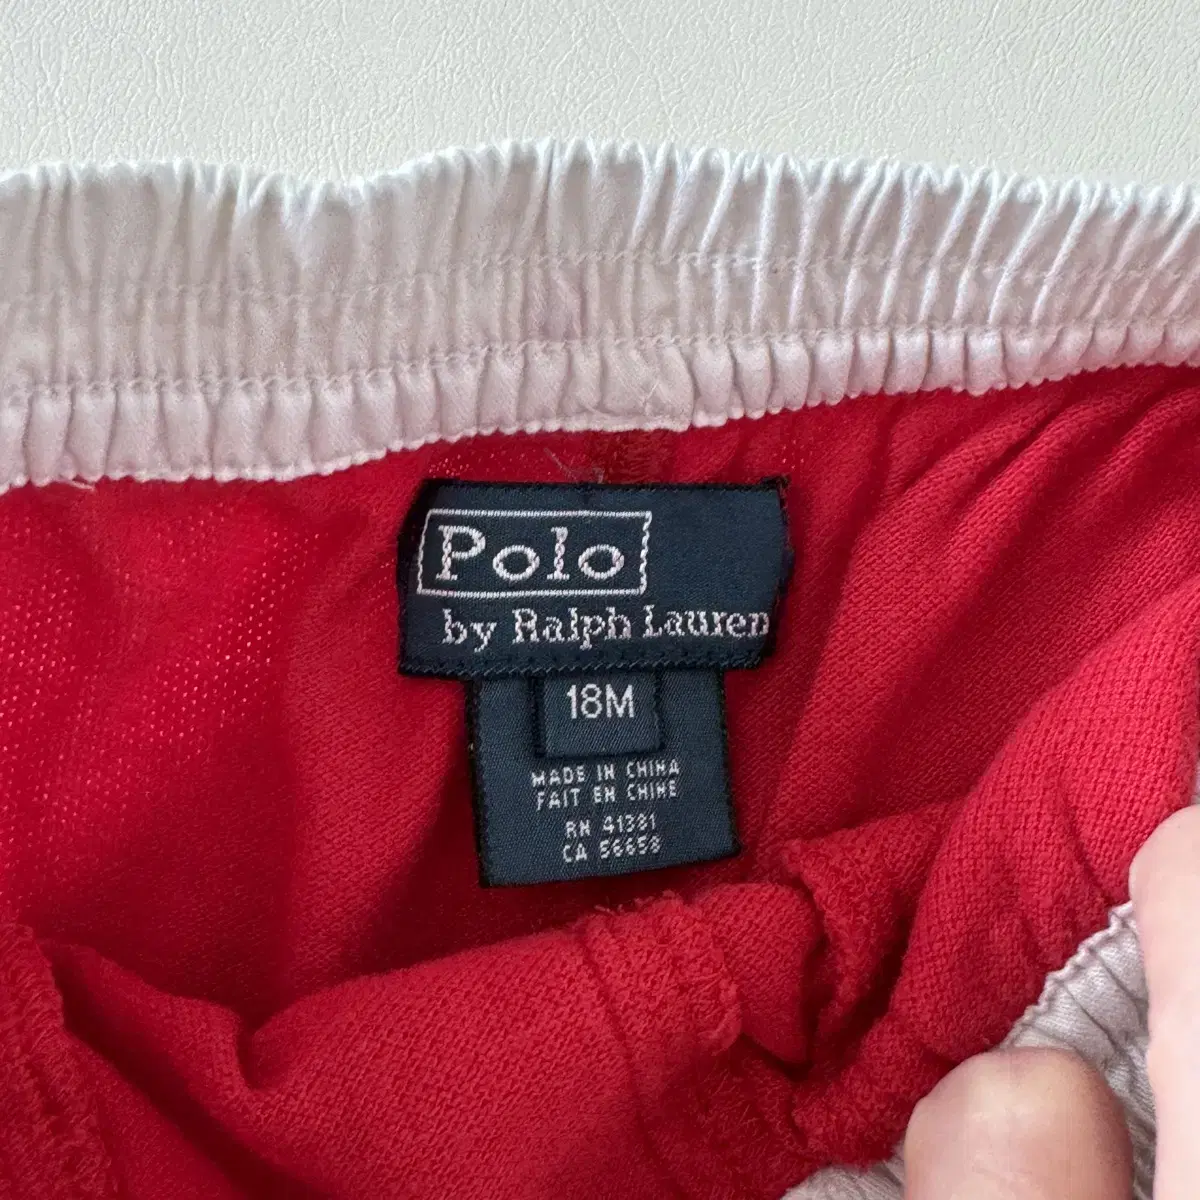 Polo
by Ralph Lauren
18M
MADE IN CHINA
FAIT EN CHINE
RN 41381
CA 56658